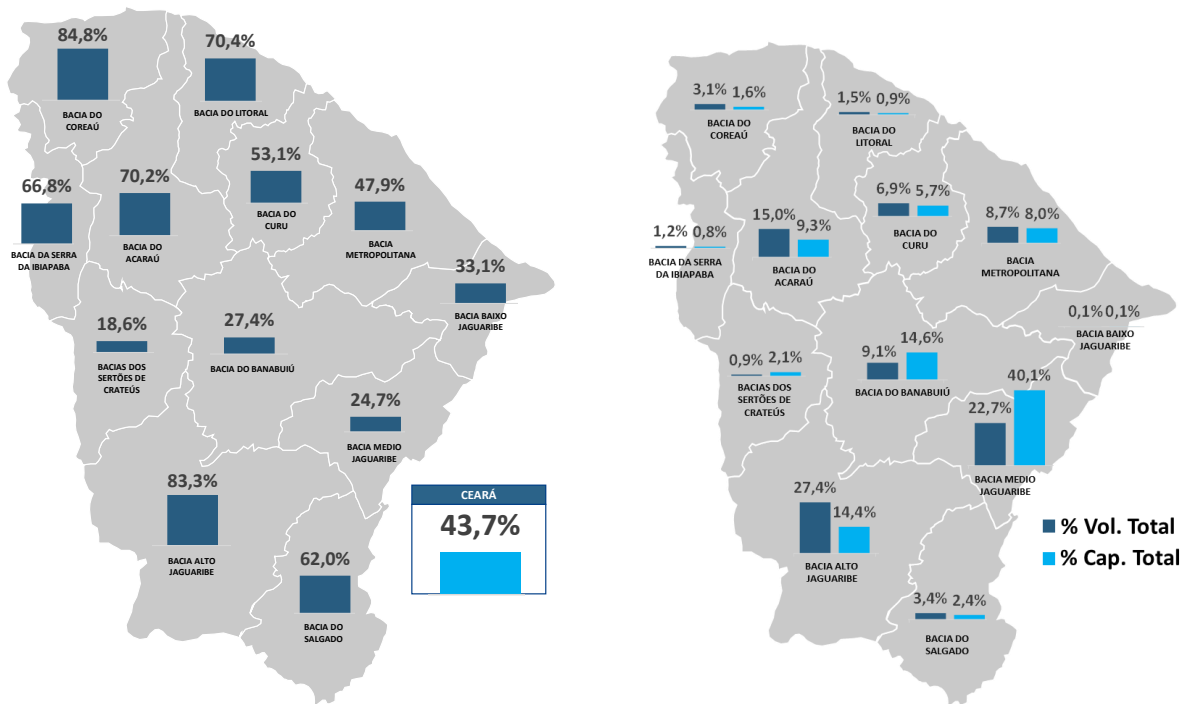 84,8%
BACIA DO
COREAÚ
70,4%
BACIA DO LITORAL
66,8%
BACIA DA SERRA
DA IBIAPABA
70,2%
BACIA DO
ACARAÚ
53,1%
BACIA DO
CURU
47,9%
BACIA
METROPOLITANA
33,1%
BACIA BAIXO
JAGUARIBE
18,6%
BACIAS DOS
SERTÕES DE
CRATEÚS
27,4%
BACIA DO BANABUIÚ
24,7%
BACIA MEDIO
JAGUARIBE
83,3%
BACIA ALTO
JAGUARIBE
62,0%
BACIA DO
SALGADO
CEARÁ
43,7%
3,1% 1,6%
BACIA DO
COREAÚ
1,5% 0,9%
BACIA DO
LITORAL
1,2% 0,8%
BACIA DA SERRA
DA IBIAPABA
15,0% 9,3%
BACIA DO
ACARAÚ
6,9% 5,7%
BACIA DO
CURU
8,7% 8,0%
BACIA
METROPOLITANA
0,1% 0,1%
BACIA BAIXO
JAGUARIBE
0,9% 2,1%
BACIAS DOS
SERTÕES DE
CRATEÚS
9,1% 14,6%
BACIA DO BANABUIÚ
22,7% 40,1%
BACIA MEDIO
JAGUARIBE
27,4% 14,4%
BACIA ALTO
JAGUARIBE
3,4% 2,4%
BACIA DO
SALGADO
% Vol. Total
% Cap. Total